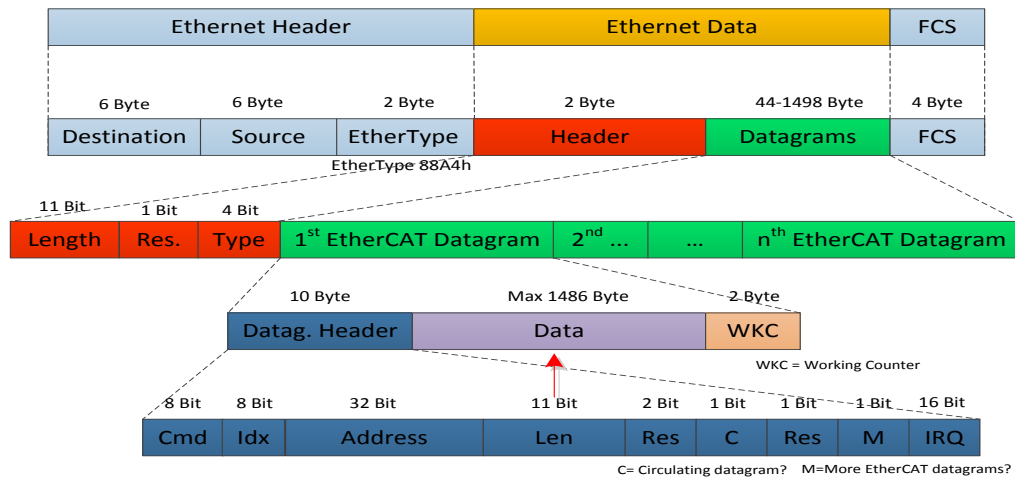 Ethernet Header Ethernet Data FCS
6 Byte 6 Byte 2 Byte 2 Byte 44-1498 Byte 4 Byte
Destination Source EtherType Header Datagrams FCS
EtherType 88A4h
11 Bit 1 Bit 4 Bit
Length Res. Type 1st EtherCAT Datagram 2nd ... ... nth EtherCAT Datagram
10 Byte Max 1486 Byte 2 Byte
Datag. Header Data WKC
WKC = Working Counter
8 Bit 8 Bit 32 Bit 11 Bit 2 Bit 1 Bit 1 Bit 1 Bit 16 Bit
Cmd Idx Address Len Res C Res M IRQ
C= Circulating datagram? M=More EtherCAT datagrams?